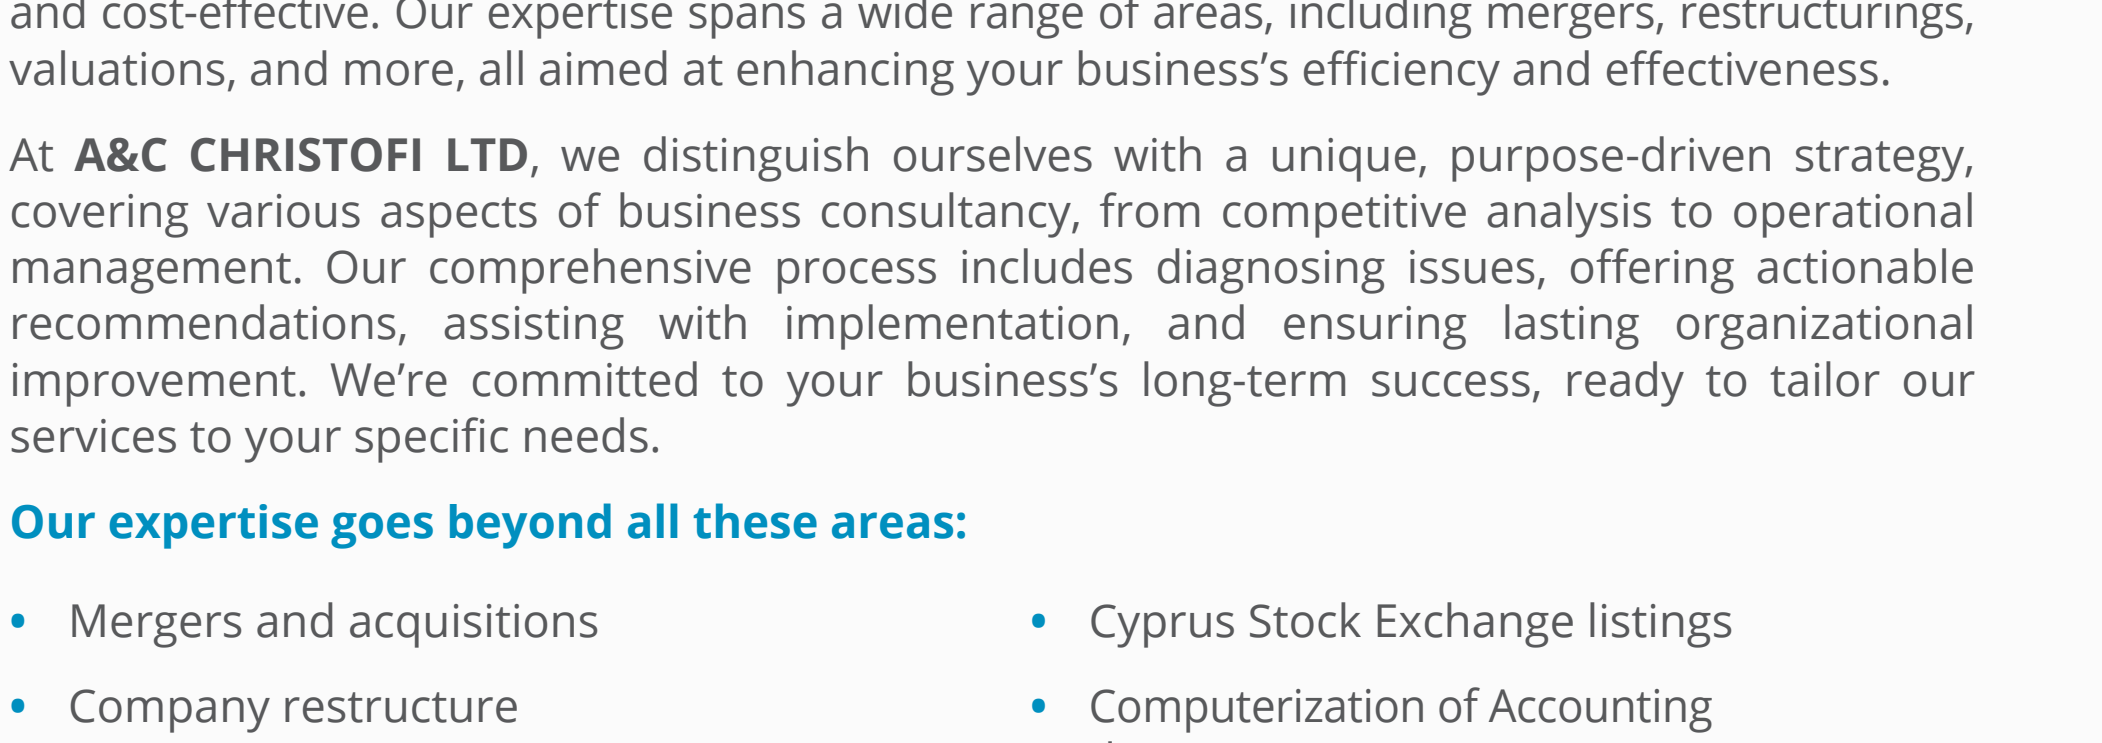 and cost-effective. Our expertise spans a wide range of areas, including mergers, restructurings,
valuations, and more, all aimed at enhancing your business’s efficiency and effectiveness.
At A&C CHRISTOFI LTD, we distinguish ourselves with a unique, purpose-driven strategy,
covering various aspects of business consultancy, from competitive analysis to operational
management. Our comprehensive process includes diagnosing issues, offering actionable
recommendations, assisting with implementation, and ensuring lasting organizational
improvement. We’re committed to your business’s long-term success, ready to tailor our
services to your specific needs.
Our expertise goes beyond all these areas:
• Mergers and acquisitions
• Company restructure
• Cyprus Stock Exchange listings
• Computerization of Accounting